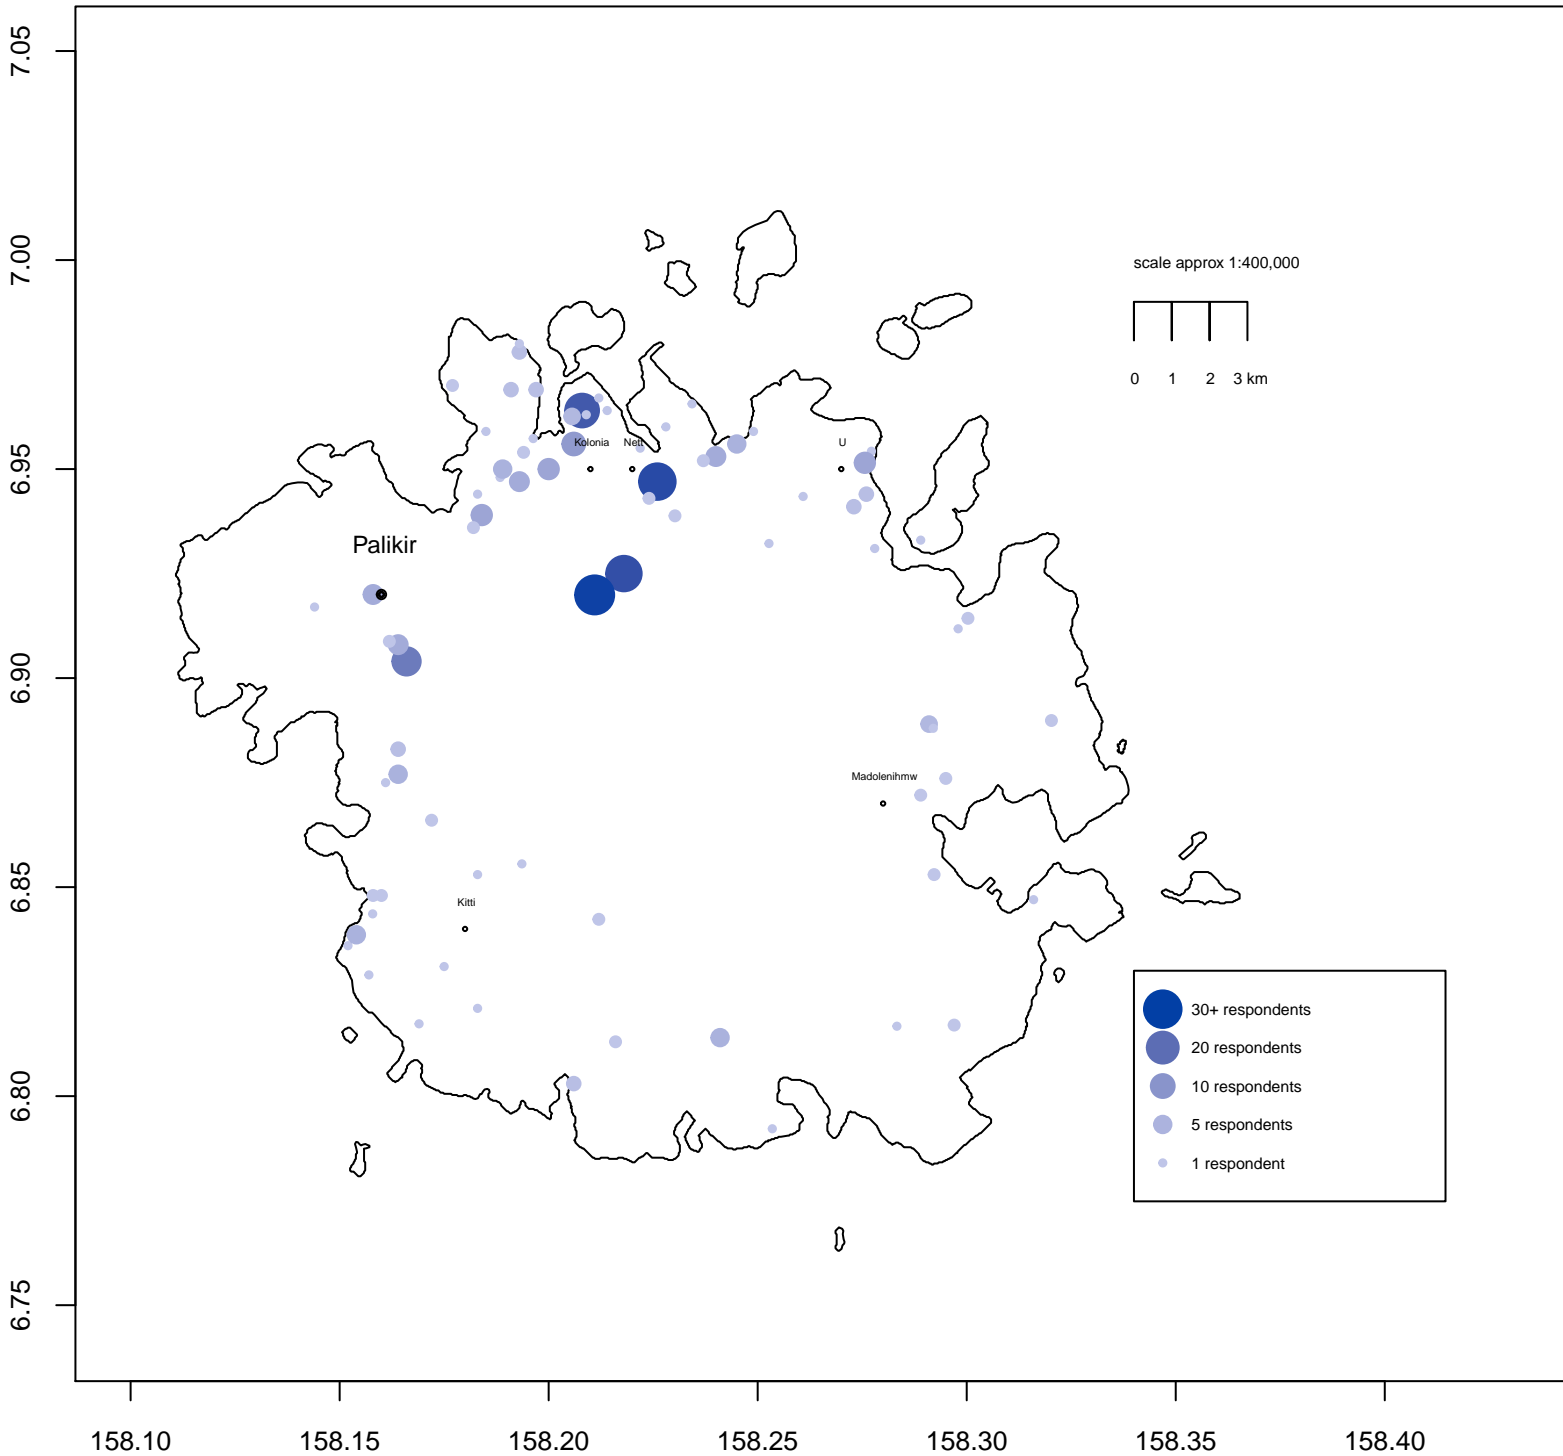 7.05
7.00
6.95
6.90
6.85
6.80
6.75
scale approx 1:400,000
0 1 2 3 km
Kolonia
Nett
U
Palikir
Madolenihmw
Kitti
30+ respondents
20 respondents
10 respondents
5 respondents
1 respondent
158.10 158.15 158.20 158.25 158.30 158.35 158.40